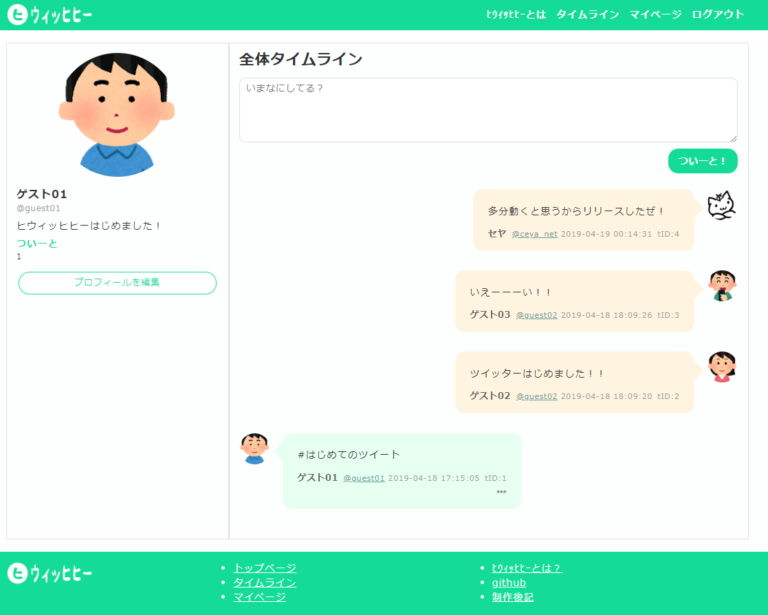 ヒウィッヒヒー
ﾋｳｨｯﾋﾋｰとは タイムライン マイページ ログアウト
ゲスト01
@guest01
ヒウィッヒヒーはじめました！
ついーと
1
プロフィールを編集
全体タイムライン
いまなにしてる？
ついーと！
多分動くと思うからリリースしたぜ！
セヤ @ceya_net 2019-04-19 00:14:31 tID:4
いえーーーい！！
ゲスト03 @guest02 2019-04-18 18:09:26 tID:3
ツイッターはじめました！！
ゲスト02 @guest02 2019-04-18 18:09:20 tID:2
#はじめてのツイート
ゲスト01 @guest01 2019-04-18 17:15:05 tID:1
•••
ヒウィッヒヒー
トップページ
タイムライン
マイページ
ﾋｳｨｯﾋﾋｰとは？
github
制作後記